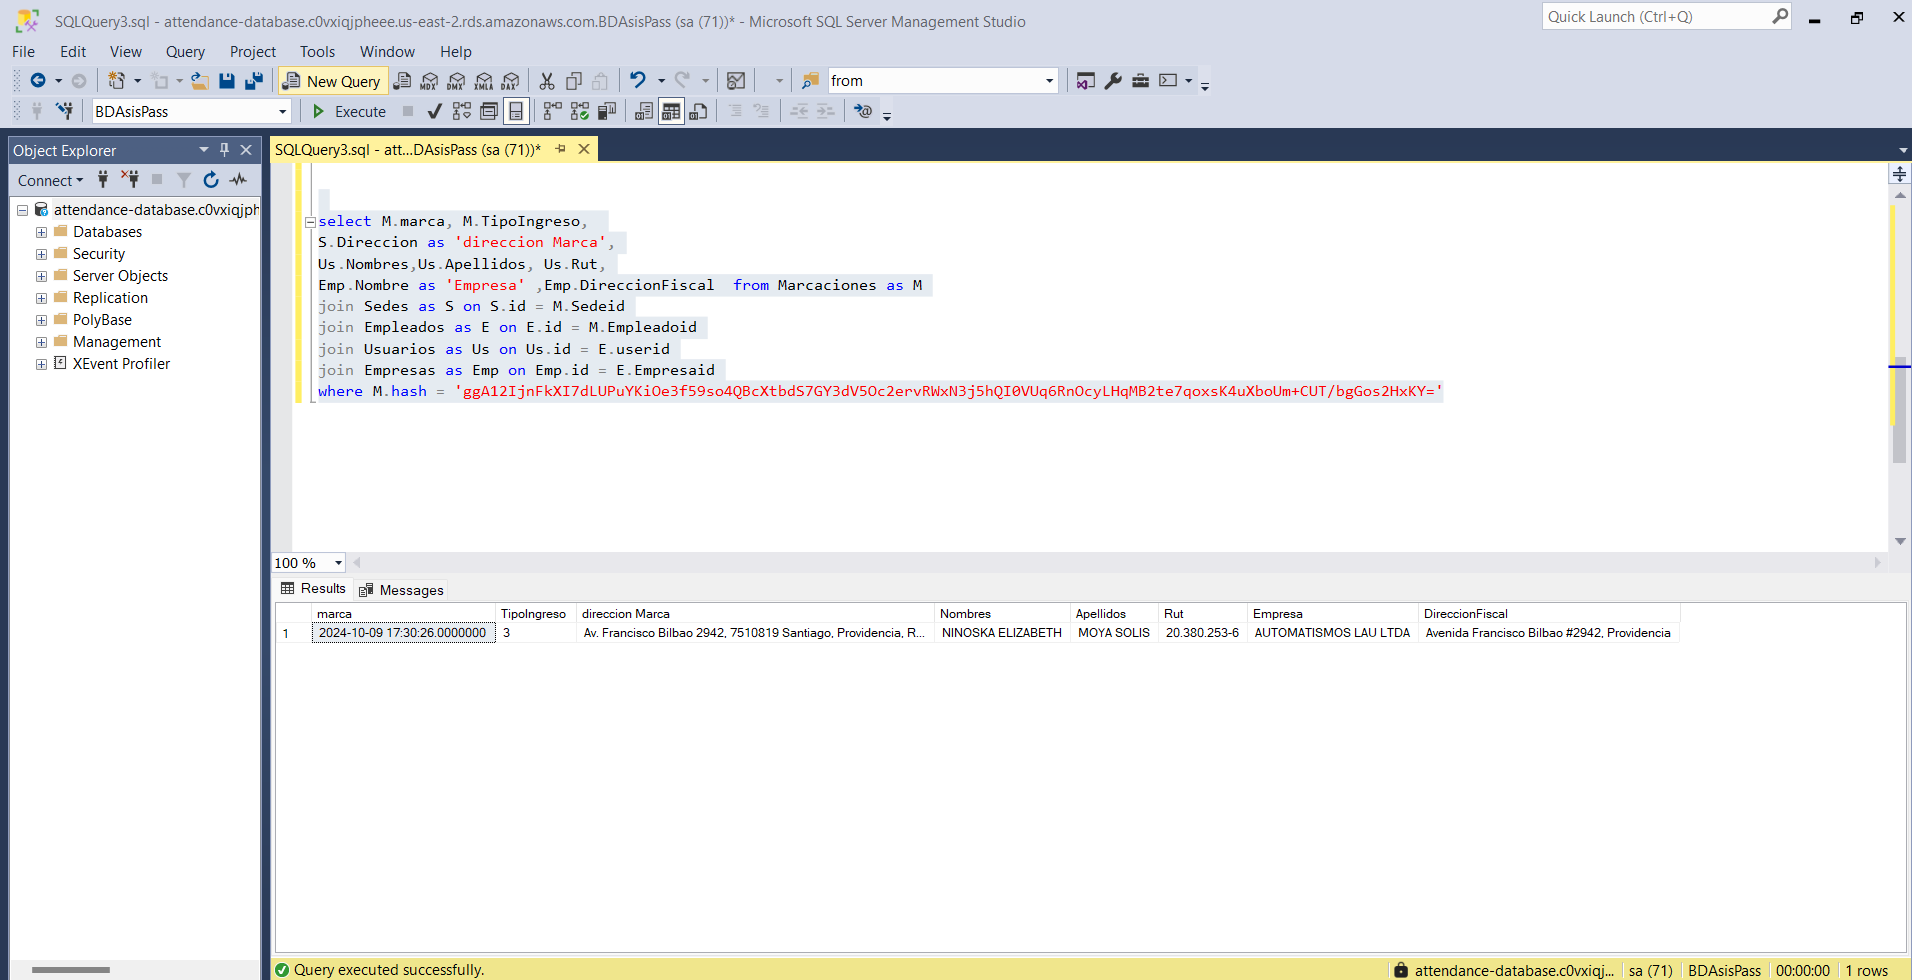 SQLQuery3.sql - attendance-database.c0vxiqjpheee.us-east-2.rds.amazonaws.com.BDAsisPass (sa (71))* - Microsoft SQL Server Management Studio
Quick Launch (Ctrl+Q)
File Edit View Query Project Tools Window Help
New Query MDX DMX XMLA DAX from
BDAsisPass Execute
Object Explorer
SQLQuery3.sql - att...DAsisPass (sa (71))*
Connect
attendance-database.c0vxiqjph
Databases
Security
Server Objects
Replication
PolyBase
Management
XEvent Profiler
select M.marca, M.TipoIngreso,
S.Direccion as 'direccion Marca',
Us.Nombres,Us.Apellidos, Us.Rut,
Emp.Nombre as 'Empresa' ,Emp.DireccionFiscal  from Marcaciones as M
join Sedes as S on S.id = M.Sedeid
join Empleados as E on E.id = M.Empleadoid
join Usuarios as Us on Us.id = E.userid
join Empresas as Emp on Emp.id = E.Empresaid
where M.hash = 'ggA12IjnFkXI7dLUPuYKiOe3f59so4QBcXtbdS7GY3dV5Oc2ervRWxN3j5hQI0VUq6RnOcyLHqMB2te7qoxsK4uXboUm+CUT/bgGos2HxKY='
100 %
Results Messages
marca TipoIngreso direccion Marca Nombres Apellidos Rut Empresa DireccionFiscal
1 2024-10-09 17:30:26.0000000 3 Av. Francisco Bilbao 2942, 7510819 Santiago, Providencia, R... NINOSKA ELIZABETH MOYA SOLIS 20.380.253-6 AUTOMATISMOS LAU LTDA Avenida Francisco Bilbao #2942, Providencia
Query executed successfully.
attendance-database.c0vxiqj... sa (71) BDAsisPass 00:00:00 1 rows